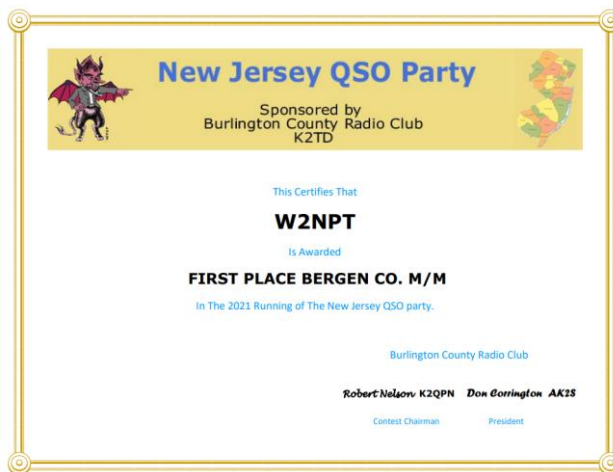 New Jersey QSO Party
Sponsored by
Burlington County Radio Club
K2TD
This Certifies That
W2NPT
Is Awarded
FIRST PLACE BERGEN CO. M/M
In The 2021 Running of The New Jersey QSO party.
Burlington County Radio Club
Robert Nelson K2QPN Don Corrington AK2S
Contest Chairman President